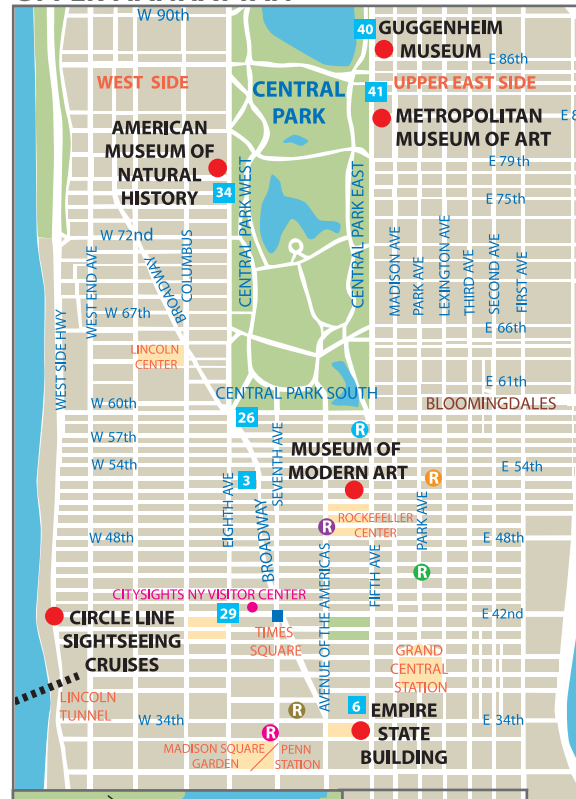 W 90th
40
GUGGENHEIM
MUSEUM
E 86th
WEST SIDE
CENTRAL
PARK
41
UPPER EAST SIDE
METROPOLITAN
MUSEUM OF ART
E 8
AMERICAN
MUSEUM OF
NATURAL
HISTORY
E 79th
34
E 75th
CENTRAL PARK WEST
CENTRAL PARK EAST
W 72nd
WEST END AVE
BROADWAY
COLUMBUS
MADISON AVE
PARK AVE
LEXINGTON AVE
THIRD AVE
SECOND AVE
FIRST AVE
WEST SIDE HWY
W 67th
E 66th
LINCOLN
CENTER
E 61th
CENTRAL PARK SOUTH
W 60th
BLOOMINGDALES
26
R
W 57th
MUSEUM OF
MODERN ART
W 54th
E 54th
3
R
EIGHTH AVE
BROADWAY
SEVENTH AVE
ROCKEFELLER
CENTER
R
PARK AVE
W 48th
E 48th
AVENUE OF THE AMERICAS
FIFTH AVE
R
CITYSIGHTS NY VISITOR CENTER
29
E 42nd
CIRCLE LINE
SIGHTSEEING
CRUISES
TIMES
SQUARE
GRAND
CENTRAL
STATION
LINCOLN
TUNNEL
W 34th
R
6
EMPIRE
STATE
BUILDING
E 34th
R
MADISON SQUARE
GARDEN
PENN
STATION